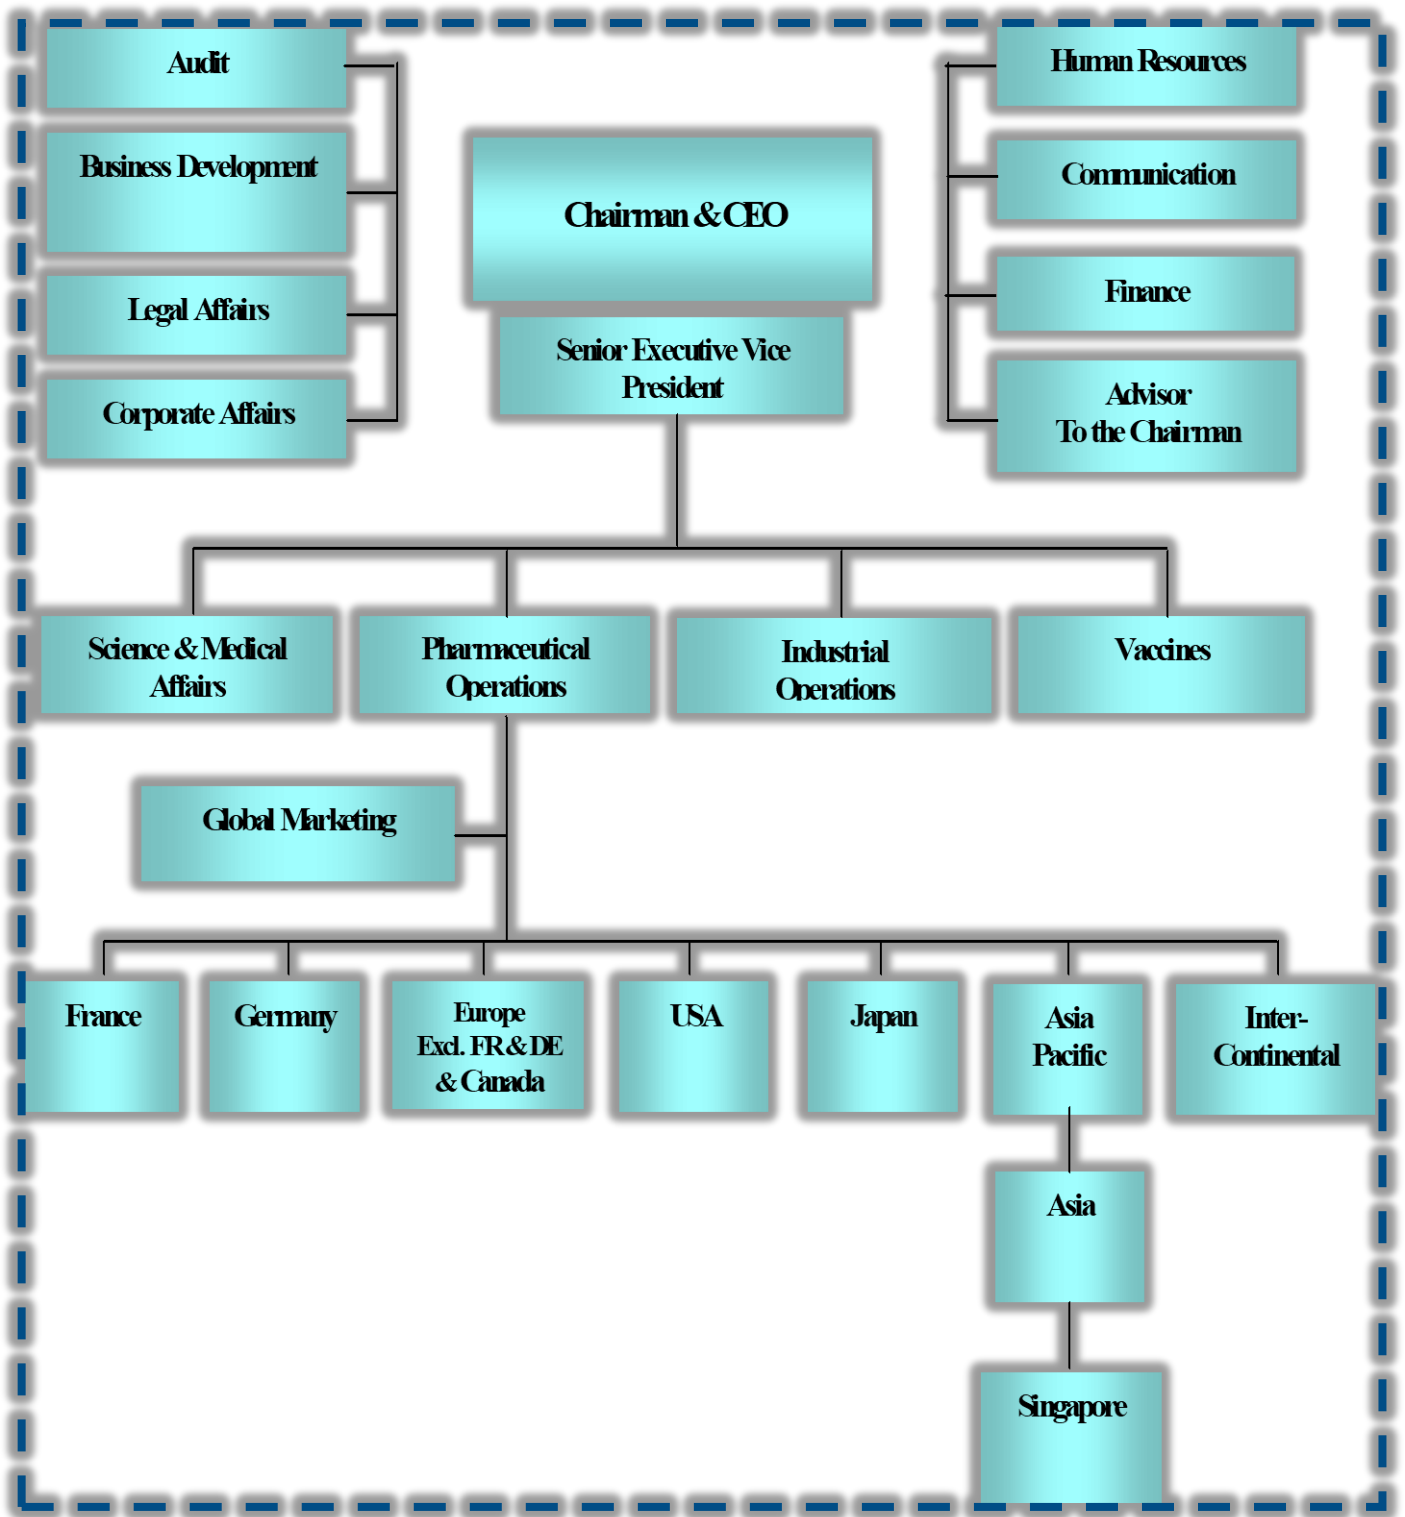 Audit
Business Development
Legal Affairs
Corporate Affairs
Chairman & CEO
Senior Executive Vice
President
Human Resources
Communication
Finance
Advisor
To the Chairman
Science & Medical
Affairs
Pharmaceutical
Operations
Industrial
Operations
Vaccines
Global Marketing
France
Germany
Europe
Excl. FR & DE
& Canada
USA
Japan
Asia
Pacific
Inter-
Continental
Asia
Singapore